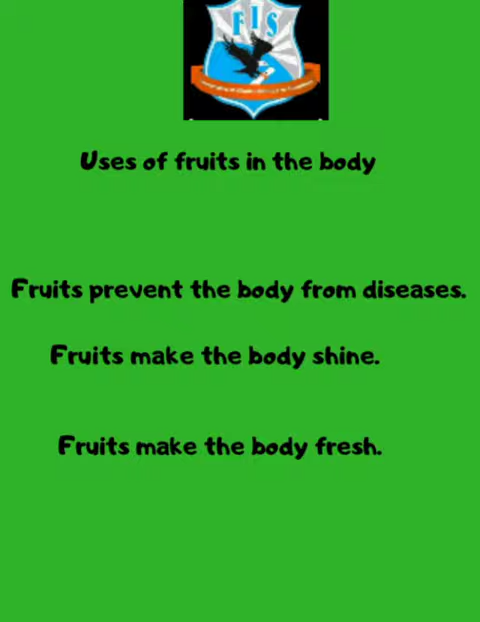 FIS
Uses of fruits in the body
Fruits prevent the body from diseases.
Fruits make the body shine.
Fruits make the body fresh.